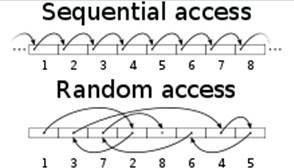 Sequential access
... ...
1 2 3 4 5 6 7 8
Random access
1 3 7 2 8 6 4 5